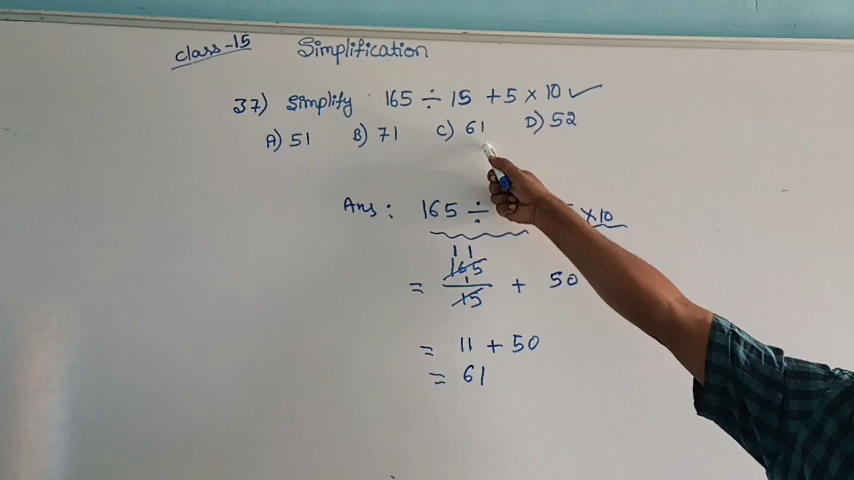 class-15 Simplification
37) Simplify 165 ÷ 15 + 5 × 10 ✓
A) 51 B) 71 C) 61 D) 52
Ans: 165 ÷ ×10
11
= 165/15 + 50
1
= 11 + 50
= 61